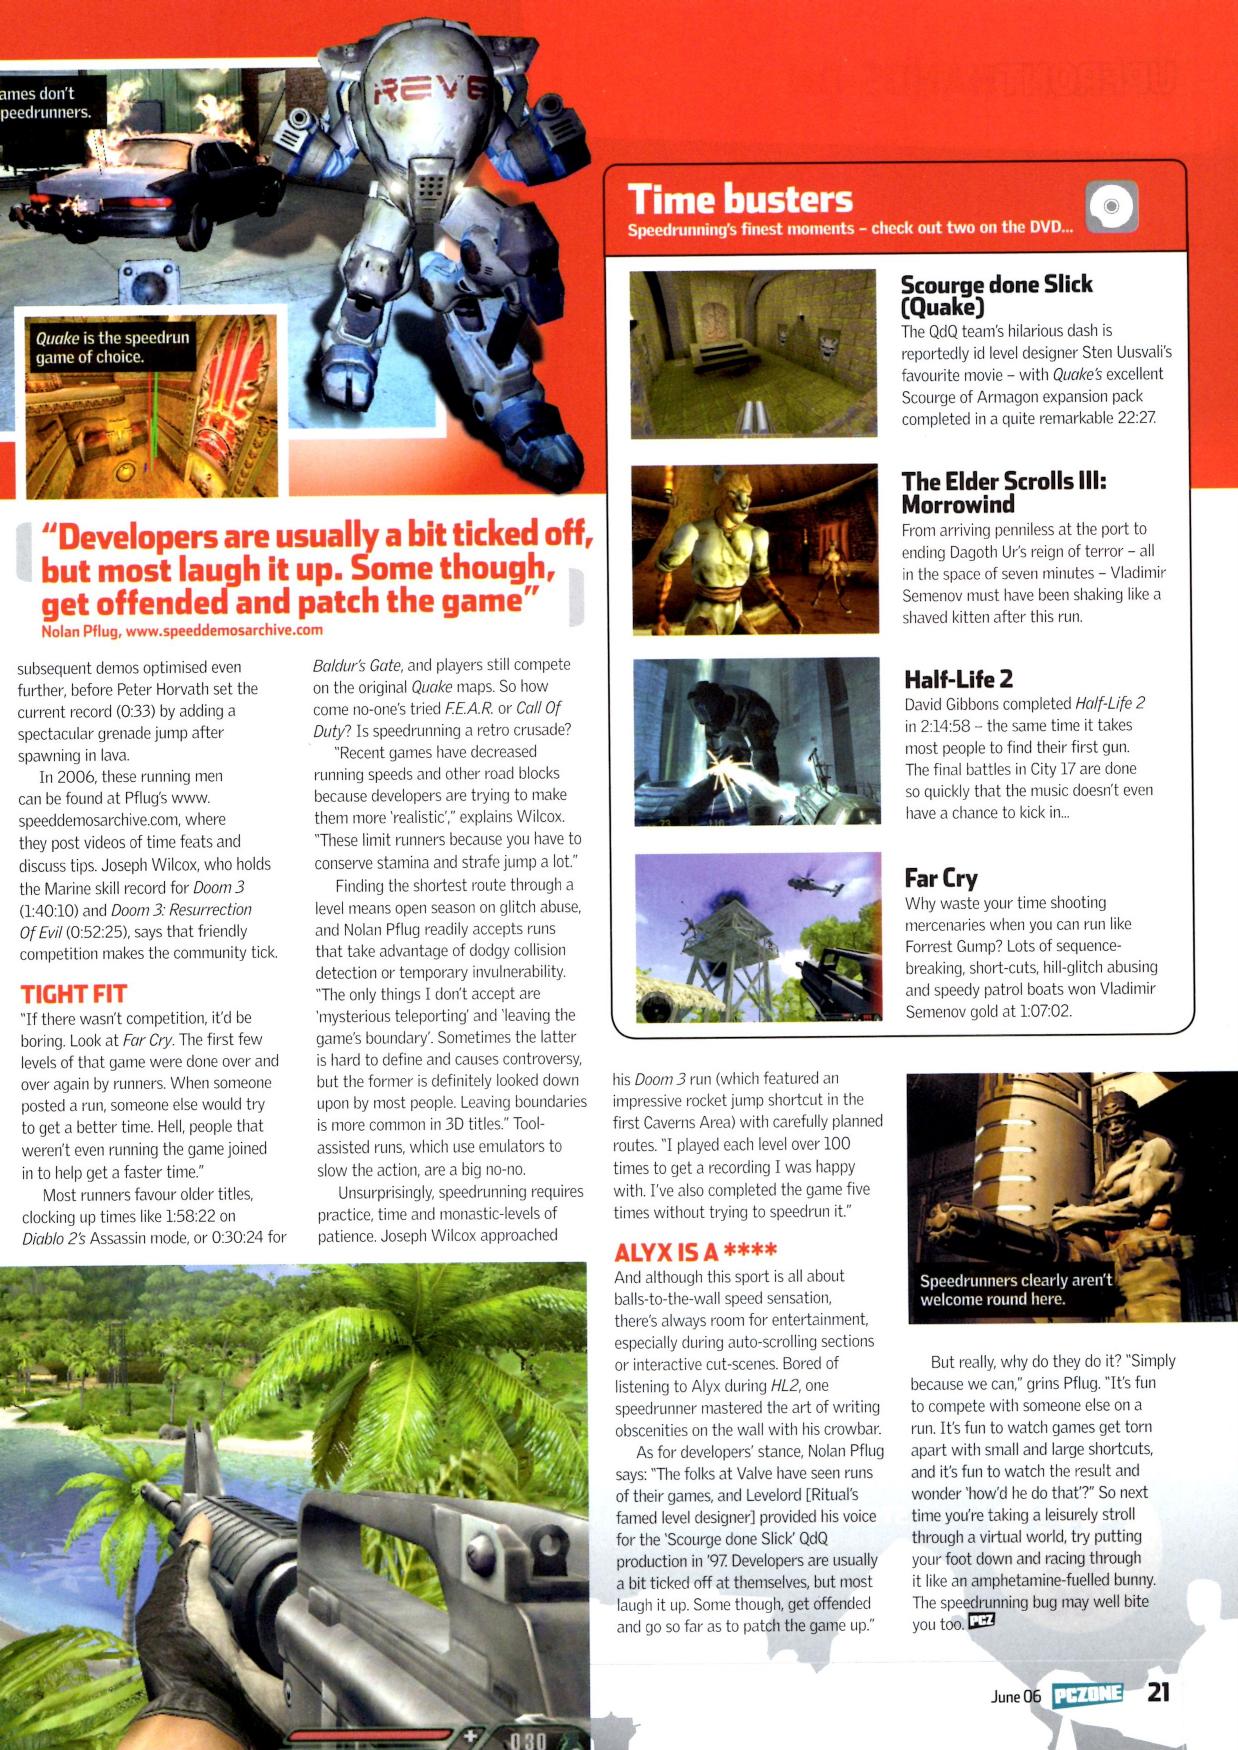 ames don't
peedrunners.
REVE
Quake is the speedrun
game of choice.
"Developers are usually a bit ticked off,
but most laugh it up. Some though,
get offended and patch the game"
Nolan Pflug, www.speeddemosarchive.com
subsequent demos optimised even
further, before Peter Horvath set the
current record (0:33) by adding a
spectacular grenade jump after
spawning in lava.
In 2006, these running men
can be found at Pflug's www.
speeddemosarchive.com, where
they post videos of time feats and
discuss tips. Joseph Wilcox, who holds
the Marine skill record for Doom 3
(1:40:10) and Doom 3: Resurrection
Of Evil (0:52:25), says that friendly
competition makes the community tick.
TIGHT FIT
"If there wasn't competition, it'd be
boring. Look at Far Cry. The first few
levels of that game were done over and
over again by runners. When someone
posted a run, someone else would try
to get a better time. Hell, people that
weren't even running the game joined
in to help get a faster time."
Most runners favour older titles,
clocking up times like 1:58:22 on
Diablo 2's Assassin mode, or 0:30:24 for
Baldur's Gate, and players still compete
on the original Quake maps. So how
come no-one's tried F.E.A.R. or Call Of
Duty? Is speedrunning a retro crusade?
"Recent games have decreased
running speeds and other road blocks
because developers are trying to make
them more 'realistic'," explains Wilcox.
"These limit runners because you have to
conserve stamina and strafe jump a lot."
Finding the shortest route through a
level means open season on glitch abuse,
and Nolan Pflug readily accepts runs
that take advantage of dodgy collision
detection or temporary invulnerability.
"The only things I don't accept are
'mysterious teleporting' and 'leaving the
game's boundary'. Sometimes the latter
is hard to define and causes controversy,
but the former is definitely looked down
upon by most people. Leaving boundaries
is more common in 3D titles." Tool-
assisted runs, which use emulators to
slow the action, are a big no-no.
Unsurprisingly, speedrunning requires
practice, time and monastic-levels of
patience. Joseph Wilcox approached
Time busters
Speedrunning's finest moments – check out two on the DVD...
Scourge done Slick
(Quake)
The QdQ team's hilarious dash is
reportedly id level designer Sten Uusvali's
favourite movie – with Quake's excellent
Scourge of Armagon expansion pack
completed in a quite remarkable 22:27.
The Elder Scrolls III:
Morrowind
From arriving penniless at the port to
ending Dagoth Ur's reign of terror – all
in the space of seven minutes – Vladimir
Semenov must have been shaking like a
shaved kitten after this run.
Half-Life 2
David Gibbons completed Half-Life 2
in 2:14:58 – the same time it takes
most people to find their first gun.
The final battles in City 17 are done
so quickly that the music doesn't even
have a chance to kick in...
Far Cry
Why waste your time shooting
mercenaries when you can run like
Forrest Gump? Lots of sequence-
breaking, short-cuts, hill-glitch abusing
and speedy patrol boats won Vladimir
Semenov gold at 1:07:02.
his Doom 3 run (which featured an
impressive rocket jump shortcut in the
first Caverns Area) with carefully planned
routes. "I played each level over 100
times to get a recording I was happy
with. I've also completed the game five
times without trying to speedrun it."
ALYX IS A ****
And although this sport is all about
balls-to-the-wall speed sensation,
there's always room for entertainment,
especially during auto-scrolling sections
or interactive cut-scenes. Bored of
listening to Alyx during HL2, one
speedrunner mastered the art of writing
obscenities on the wall with his crowbar.
As for developers' stance, Nolan Pflug
says: "The folks at Valve have seen runs
of their games, and Levelord [Ritual's
famed level designer] provided his voice
for the 'Scourge done Slick' QdQ
production in '97. Developers are usually
a bit ticked off at themselves, but most
laugh it up. Some though, get offended
and go so far as to patch the game up."
Speedrunners clearly aren't
welcome round here.
But really, why do they do it? "Simply
because we can," grins Pflug. "It's fun
to compete with someone else on a
run. It's fun to watch games get torn
apart with small and large shortcuts,
and it's fun to watch the result and
wonder 'how'd he do that'?" So next
time you're taking a leisurely stroll
through a virtual world, try putting
your foot down and racing through
it like an amphetamine-fuelled bunny.
The speedrunning bug may well bite
you too. PCZ
030
June 06 PCZONE 21